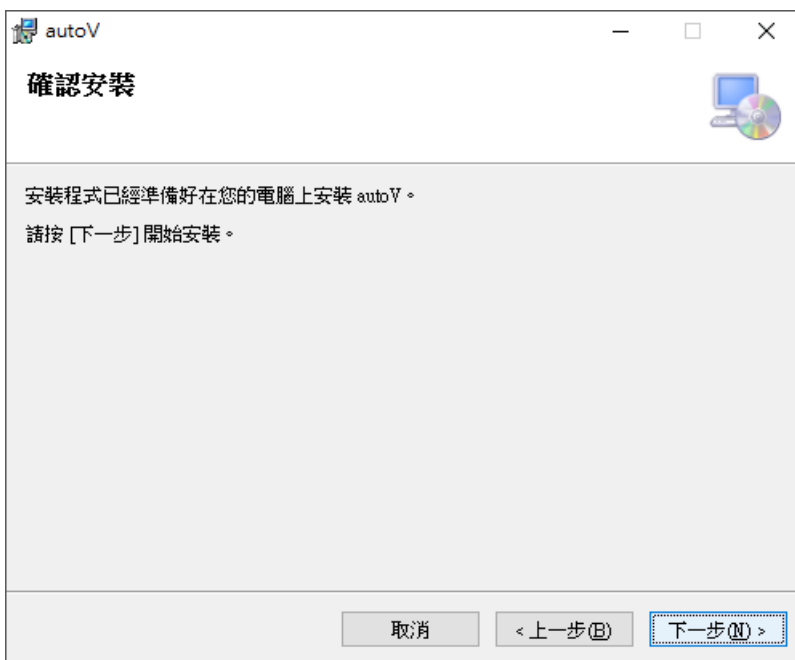 autoV
確認安裝
安裝程式已經準備好在您的電腦上安裝 autoV。
請按 [下一步] 開始安裝。
取消
< 上一步(B)
下一步(N) >